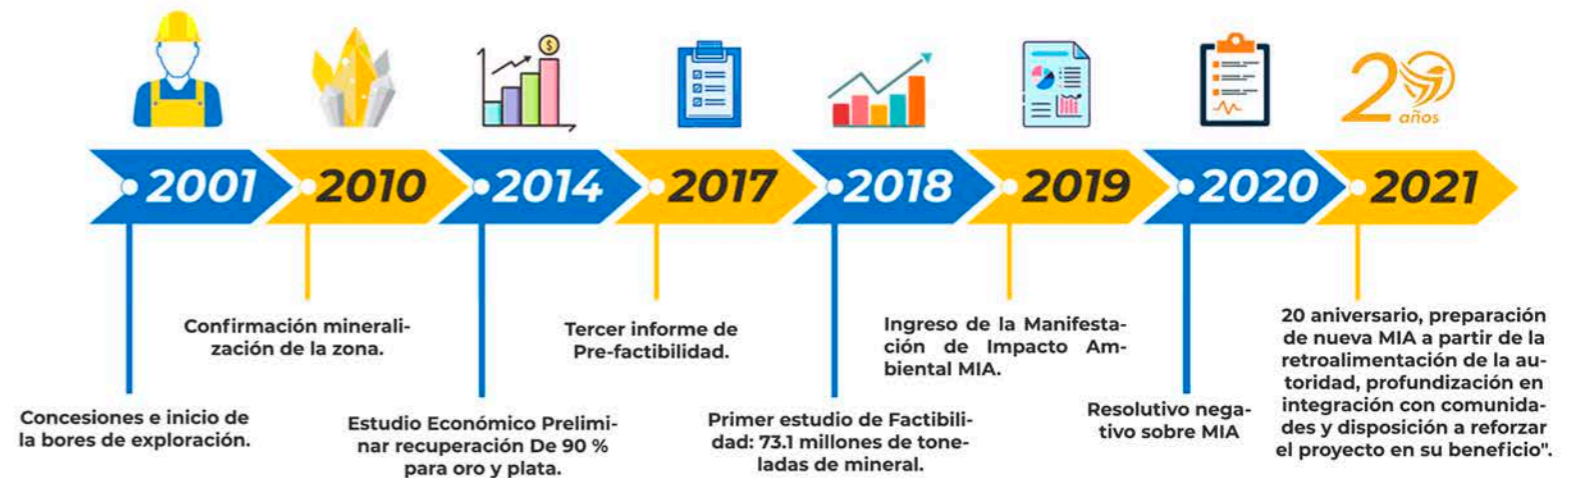 $
20
años
2001
2010
2014
2017
2018
2019
2020
2021
Concesiones e inicio de
la bores de exploración.
Confirmación minerali-
zación de la zona.
Estudio Económico Prelimi-
nar recuperación De 90 %
para oro y plata.
Tercer informe de
Pre-factibilidad.
Primer estudio de Factibili-
dad: 73.1 millones de tone-
ladas de mineral.
Ingreso de la Manifesta-
ción de Impacto Am-
biental MIA.
Resolutivo nega-
tivo sobre MIA
20 aniversario, preparación
de nueva MIA a partir de la
retroalimentación de la au-
toridad, profundización en
integración con comunida-
des y disposición a reforzar
el proyecto en su beneficio".